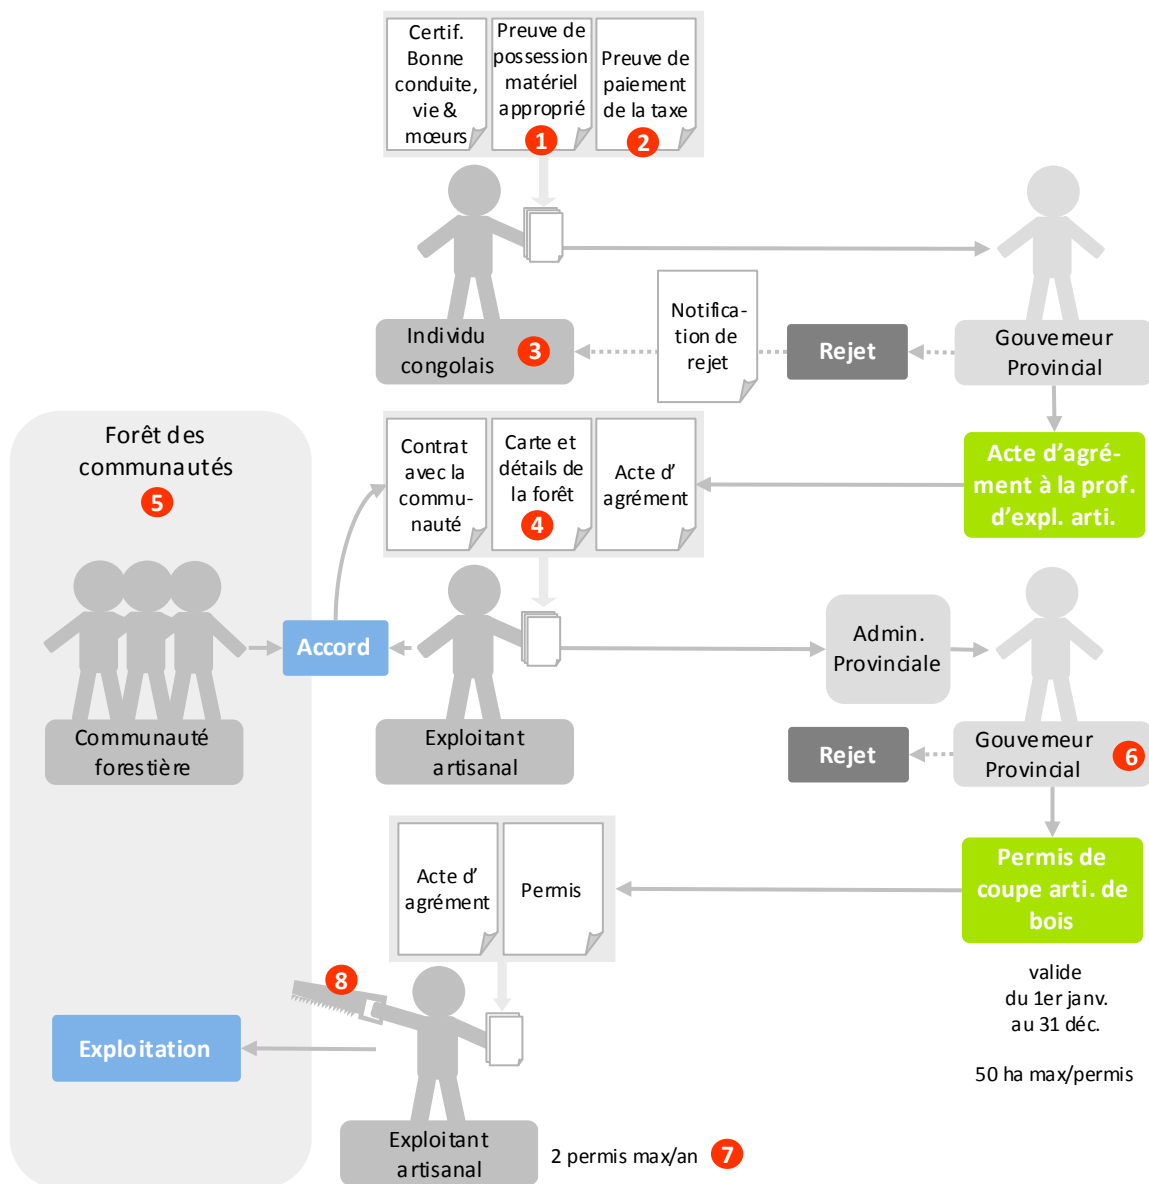 Certif.
Bonne
conduite,
vie &
mœurs
Preuve de
possession
matériel
approprié
1
Preuve de
paiement
de la taxe
2
Individu
congolais
3
Notifica-
tion de
rejet
Rejet
Gouverneur
Provincial
Forêt des
communautés
5
Contrat
avec la
commu-
nauté
Carte et
détails de
la forêt
4
Acte d'
agrément
Acte d'agré-
ment à la prof.
d'expl. arti.
Accord
Admin.
Provinciale
Communauté
forestière
Exploitant
artisanal
Rejet
Gouverneur
Provincial
6
Acte d'
agrément
Permis
Permis de
coupe arti. de
bois
valide
du 1er janv.
au 31 déc.
50 ha max/permis
8
Exploitation
Exploitant
artisanal
2 permis max/an
7